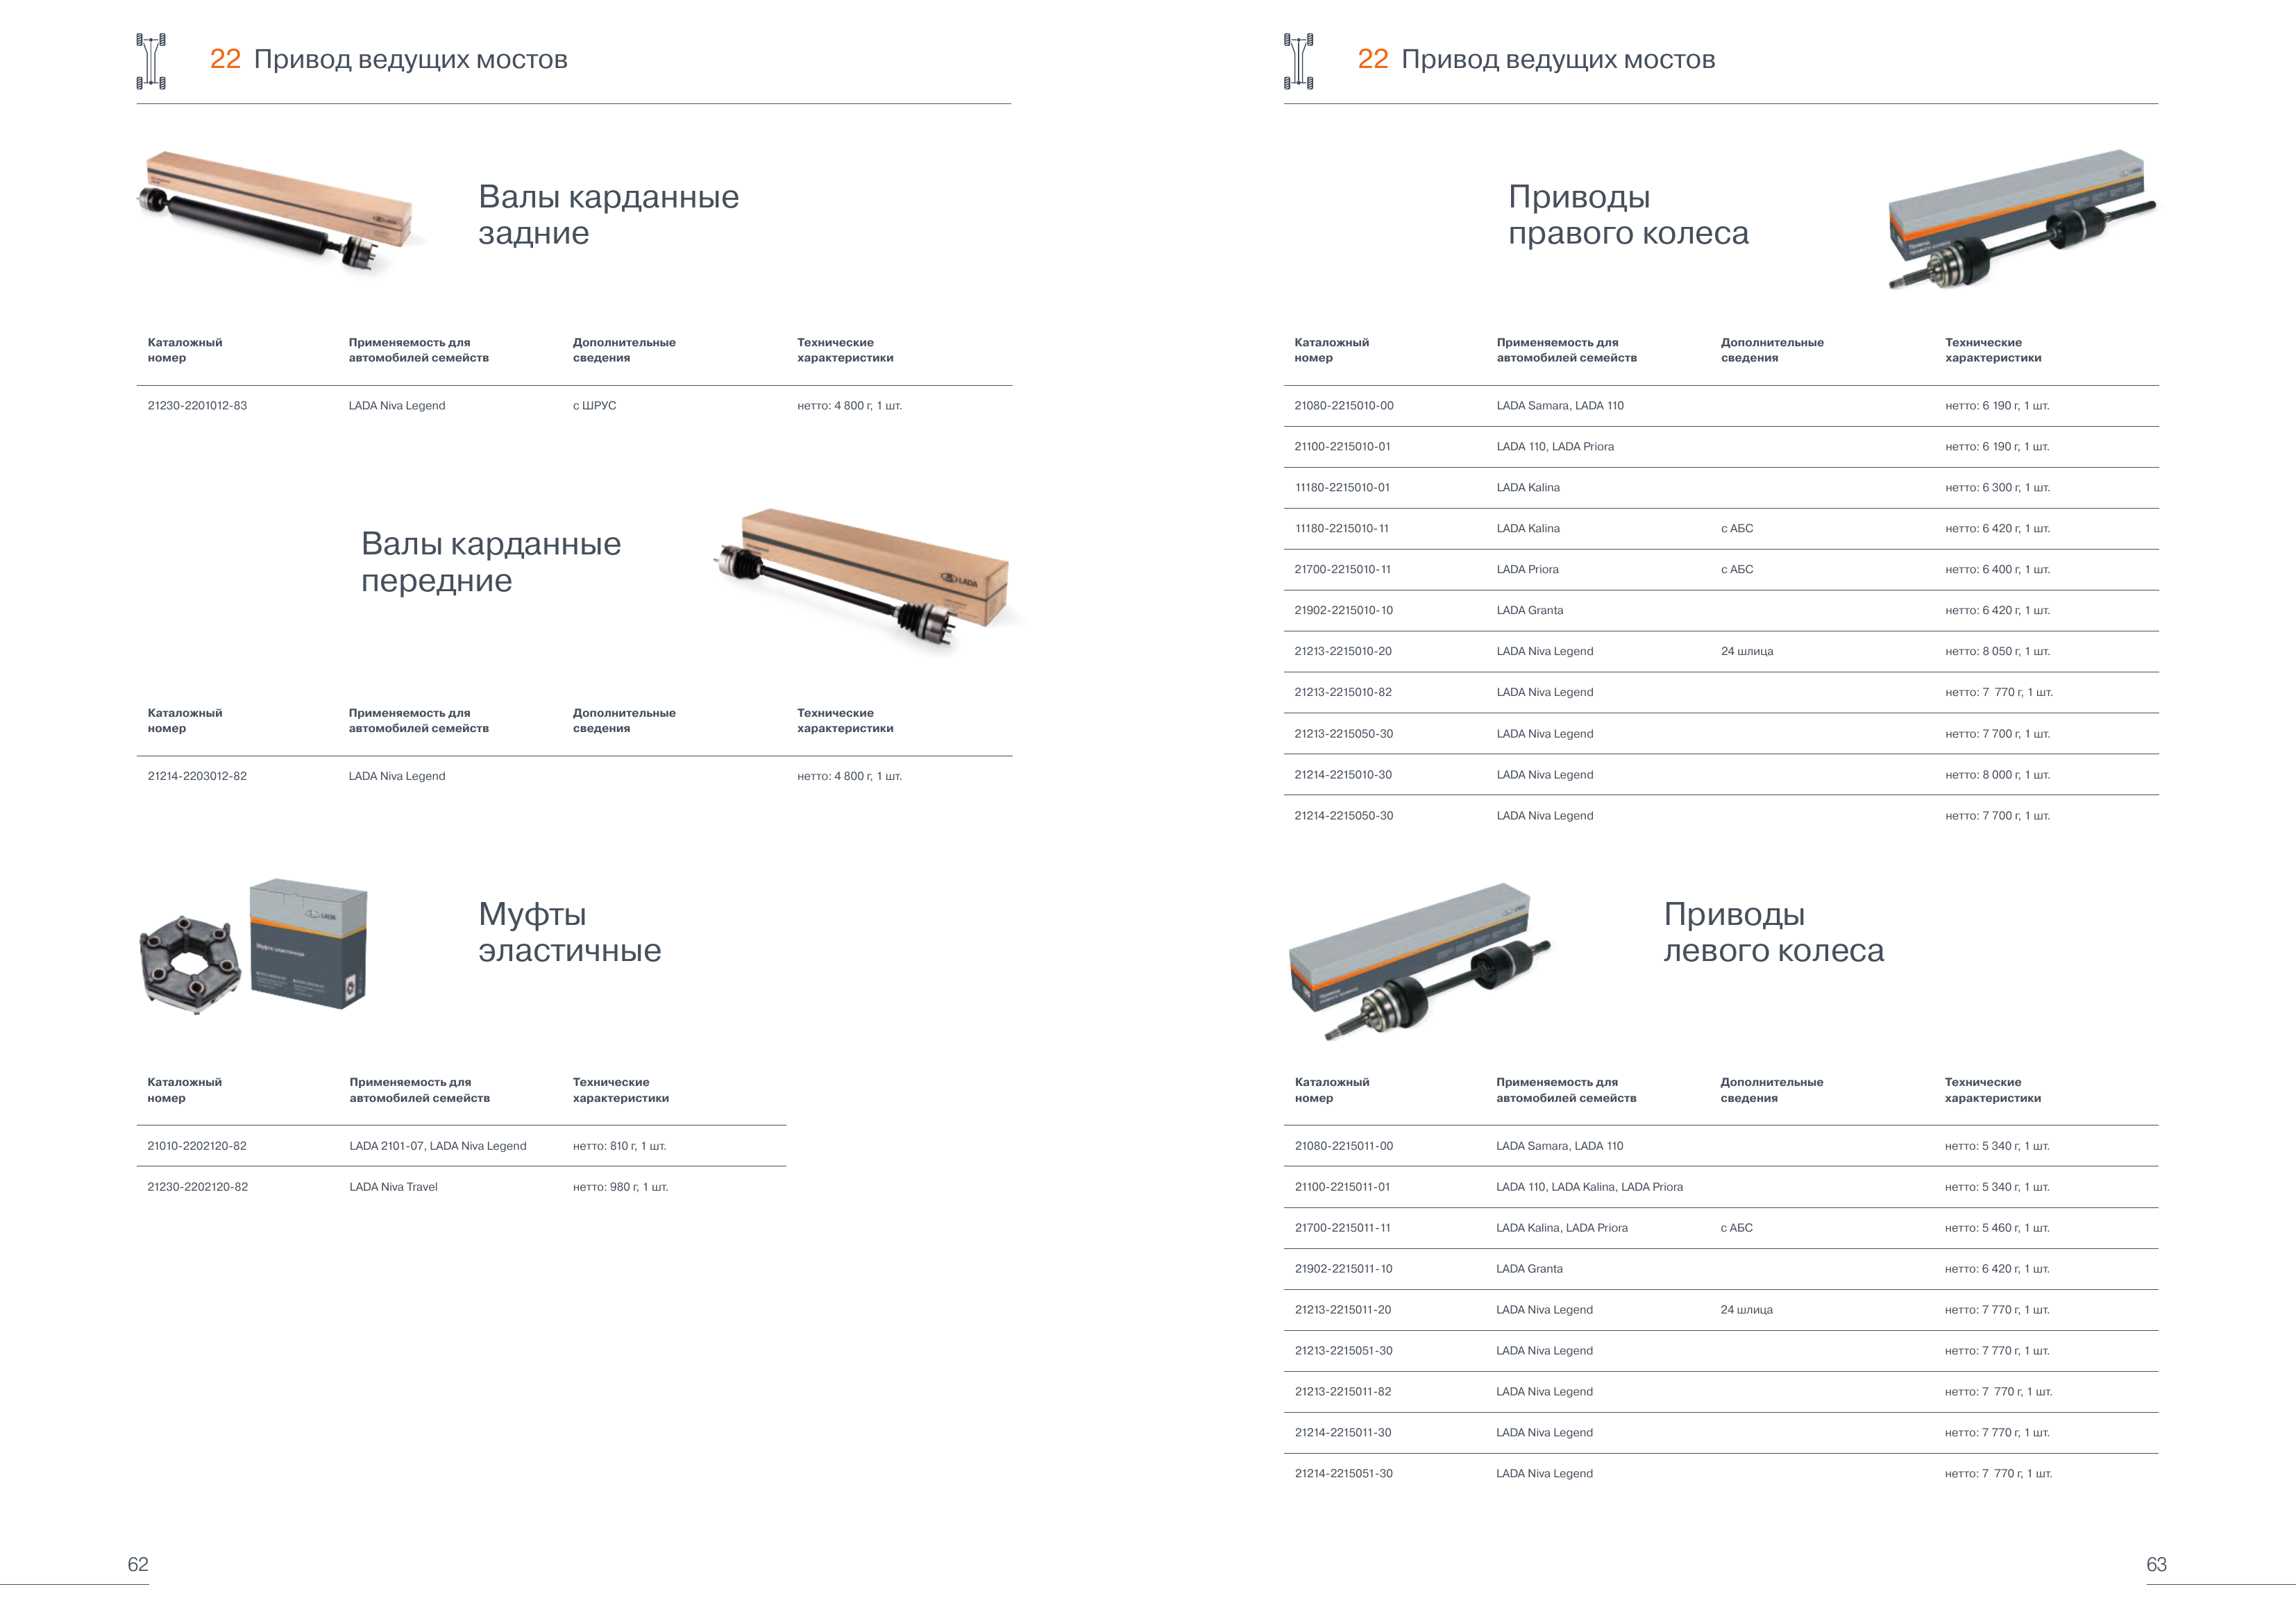 22 Привод ведущих мостов
Валы карданные
задние
Каталожный номер Применяемость для автомобилей семейств Дополнительные сведения Технические характеристики
21230-2201012-83 LADA Niva Legend с ШРУС нетто: 4 800 г, 1 шт.
Валы карданные
передние
LADA
Каталожный номер Применяемость для автомобилей семейств Дополнительные сведения Технические характеристики
21214-2203012-82 LADA Niva Legend нетто: 4 800 г, 1 шт.
Муфты
эластичные
LADA
Муфта эластичная
Каталожный номер Применяемость для автомобилей семейств Технические характеристики
21010-2202120-82 LADA 2101-07, LADA Niva Legend нетто: 810 г, 1 шт.
21230-2202120-82 LADA Niva Travel нетто: 980 г, 1 шт.
62
22 Привод ведущих мостов
Приводы
правого колеса
Привод
правого колеса
Каталожный номер Применяемость для автомобилей семейств Дополнительные сведения Технические характеристики
21080-2215010-00 LADA Samara, LADA 110 нетто: 6 190 г, 1 шт.
21100-2215010-01 LADA 110, LADA Priora нетто: 6 190 г, 1 шт.
11180-2215010-01 LADA Kalina нетто: 6 300 г, 1 шт.
11180-2215010-11 LADA Kalina с АБС нетто: 6 420 г, 1 шт.
21700-2215010-11 LADA Priora с АБС нетто: 6 400 г, 1 шт.
21902-2215010-10 LADA Granta нетто: 6 420 г, 1 шт.
21213-2215010-20 LADA Niva Legend 24 шлица нетто: 8 050 г, 1 шт.
21213-2215010-82 LADA Niva Legend нетто: 7 770 г, 1 шт.
21213-2215050-30 LADA Niva Legend нетто: 7 700 г, 1 шт.
21214-2215010-30 LADA Niva Legend нетто: 8 000 г, 1 шт.
21214-2215050-30 LADA Niva Legend нетто: 7 700 г, 1 шт.
Приводы
левого колеса
Каталожный номер Применяемость для автомобилей семейств Дополнительные сведения Технические характеристики
21080-2215011-00 LADA Samara, LADA 110 нетто: 5 340 г, 1 шт.
21100-2215011-01 LADA 110, LADA Kalina, LADA Priora нетто: 5 340 г, 1 шт.
21700-2215011-11 LADA Kalina, LADA Priora с АБС нетто: 5 460 г, 1 шт.
21902-2215011-10 LADA Granta нетто: 6 420 г, 1 шт.
21213-2215011-20 LADA Niva Legend 24 шлица нетто: 7 770 г, 1 шт.
21213-2215051-30 LADA Niva Legend нетто: 7 770 г, 1 шт.
21213-2215011-82 LADA Niva Legend нетто: 7 770 г, 1 шт.
21214-2215011-30 LADA Niva Legend нетто: 7 770 г, 1 шт.
21214-2215051-30 LADA Niva Legend нетто: 7 770 г, 1 шт.
63